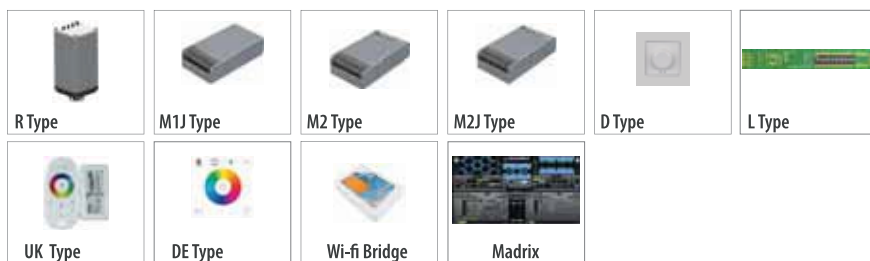 R Type
M1J Type
M2 Type
M2J Type
D Type
L Type
UK Type
DE Type
Wi-fi Bridge
Madrix